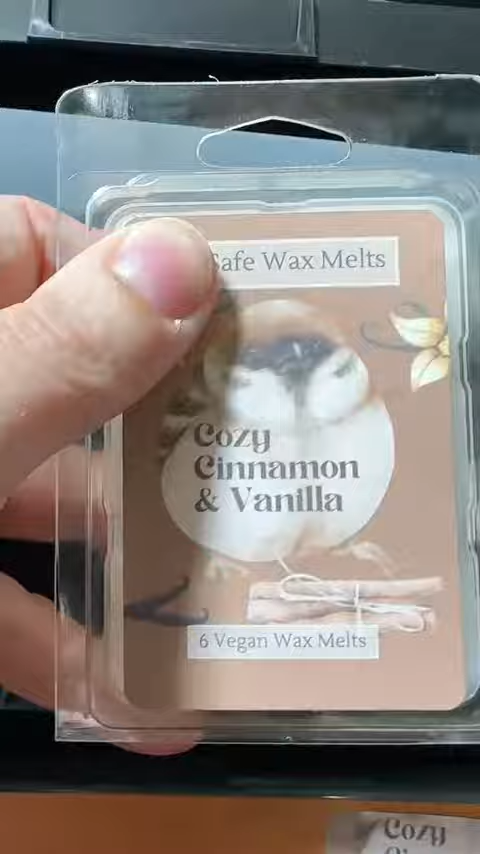 Safe Wax Melts
Cozy
Cinnamon
& Vanilla
6 Vegan Wax Melts
Cozy